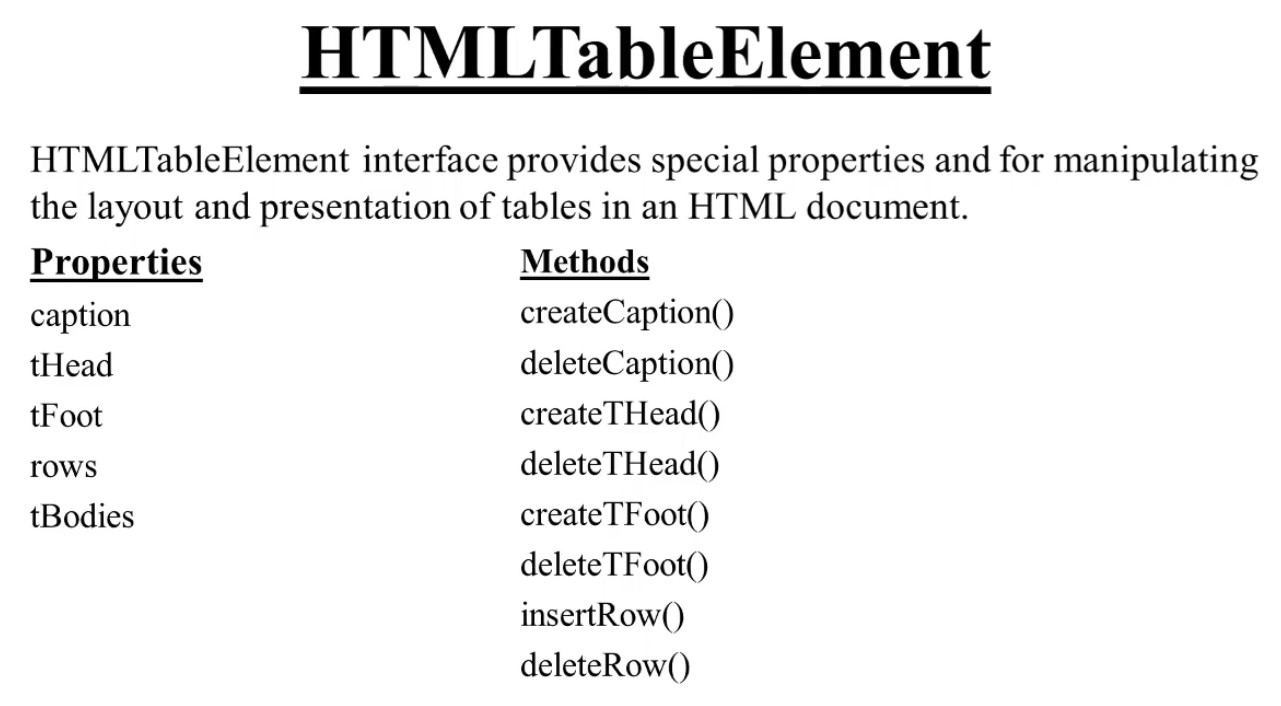 HTMLTableElement
HTMLTableElement interface provides special properties and for manipulating
the layout and presentation of tables in an HTML document.
Properties
caption
tHead
tFoot
rows
tBodies
Methods
createCaption()
deleteCaption()
createTHead()
deleteTHead()
createTFoot()
deleteTFoot()
insertRow()
deleteRow()